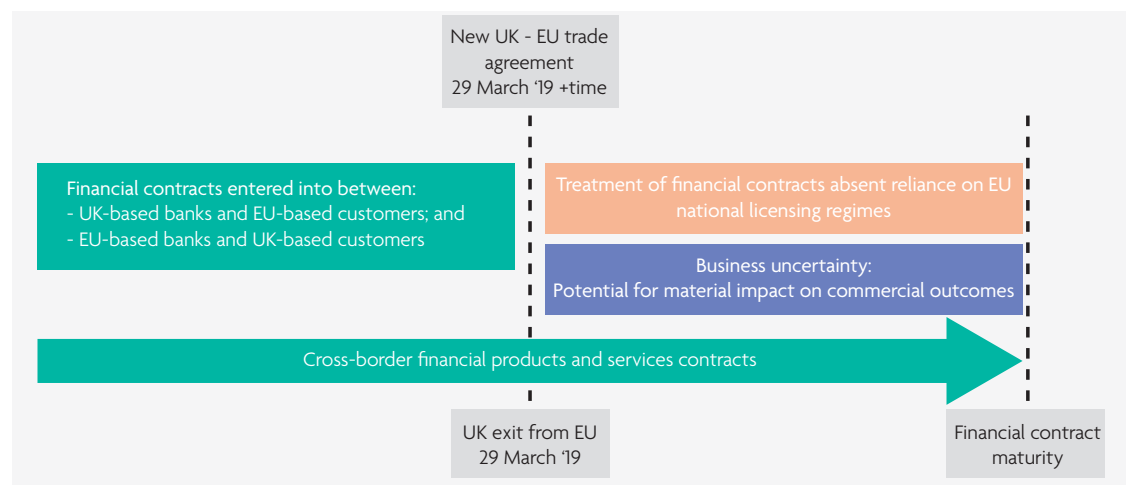 New UK - EU trade
agreement
29 March ‘19 +time
Financial contracts entered into between:
- UK-based banks and EU-based customers; and
- EU-based banks and UK-based customers
Treatment of financial contracts absent reliance on EU
national licensing regimes
Business uncertainty:
Potential for material impact on commercial outcomes
Cross-border financial products and services contracts
UK exit from EU
29 March ‘19
Financial contract
maturity